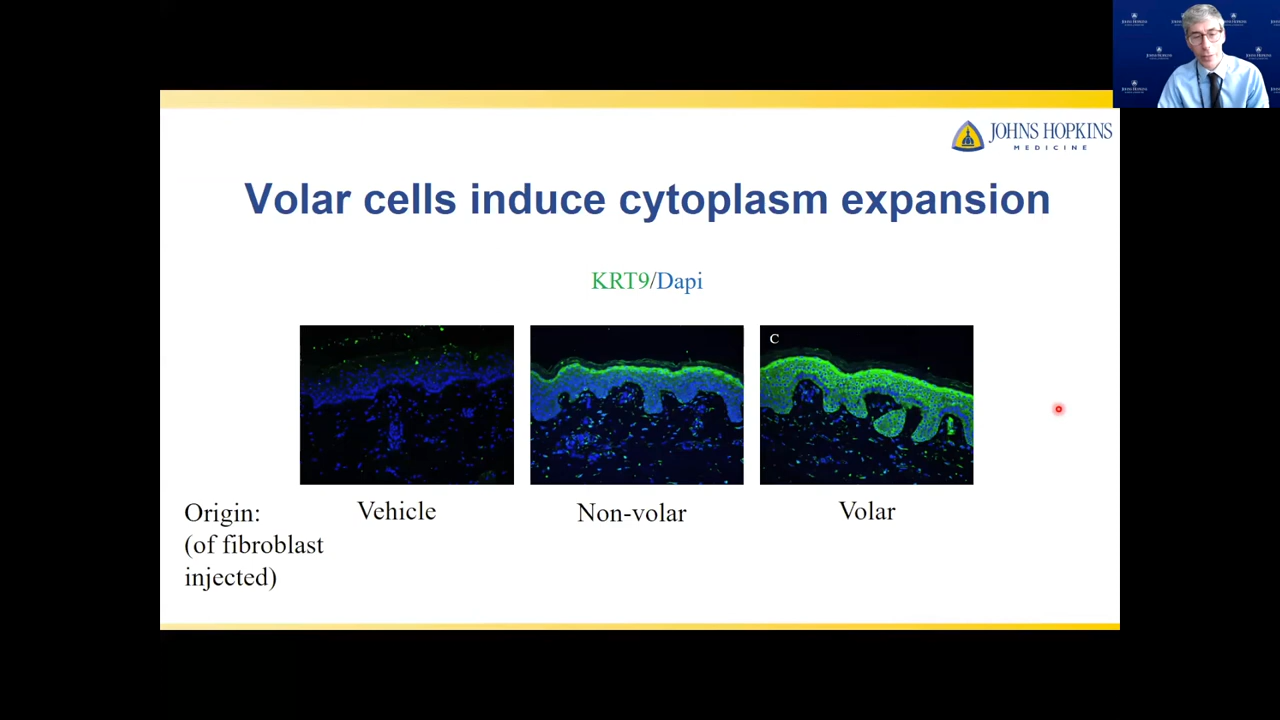 JOHNS HOPKINS
MEDICINE
Volar cells induce cytoplasm expansion
KRT9/Dapi
C
Vehicle
Non-volar
Volar
Origin:
(of fibroblast
injected)